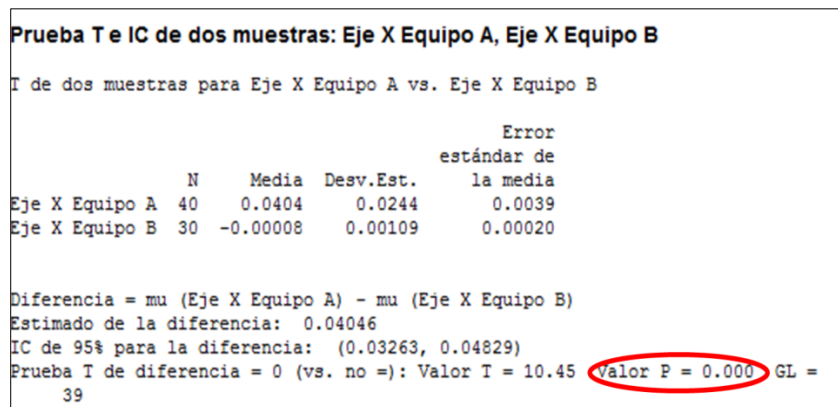 Prueba T e IC de dos muestras: Eje X Equipo A, Eje X Equipo B
T de dos muestras para Eje X Equipo A vs. Eje X Equipo B
Error
estándar de
N Media Desv.Est. la media
Eje X Equipo A 40 0.0404 0.0244 0.0039
Eje X Equipo B 30 -0.00008 0.00109 0.00020
Diferencia = mu (Eje X Equipo A) - mu (Eje X Equipo B)
Estimado de la diferencia: 0.04046
IC de 95% para la diferencia: (0.03263, 0.04829)
Prueba T de diferencia = 0 (vs. no =): Valor T = 10.45 Valor P = 0.000 GL =
39